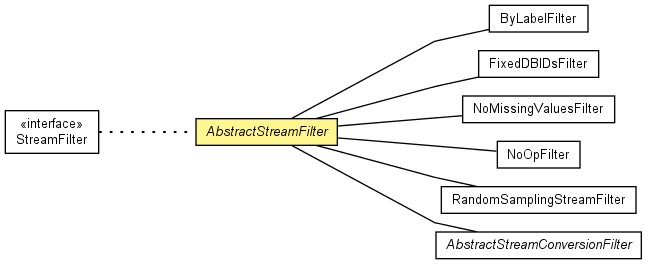 «interface»
StreamFilter
AbstractStreamFilter
ByLabelFilter
FixedDBIDsFilter
NoMissingValuesFilter
NoOpFilter
RandomSamplingStreamFilter
AbstractStreamConversionFilter